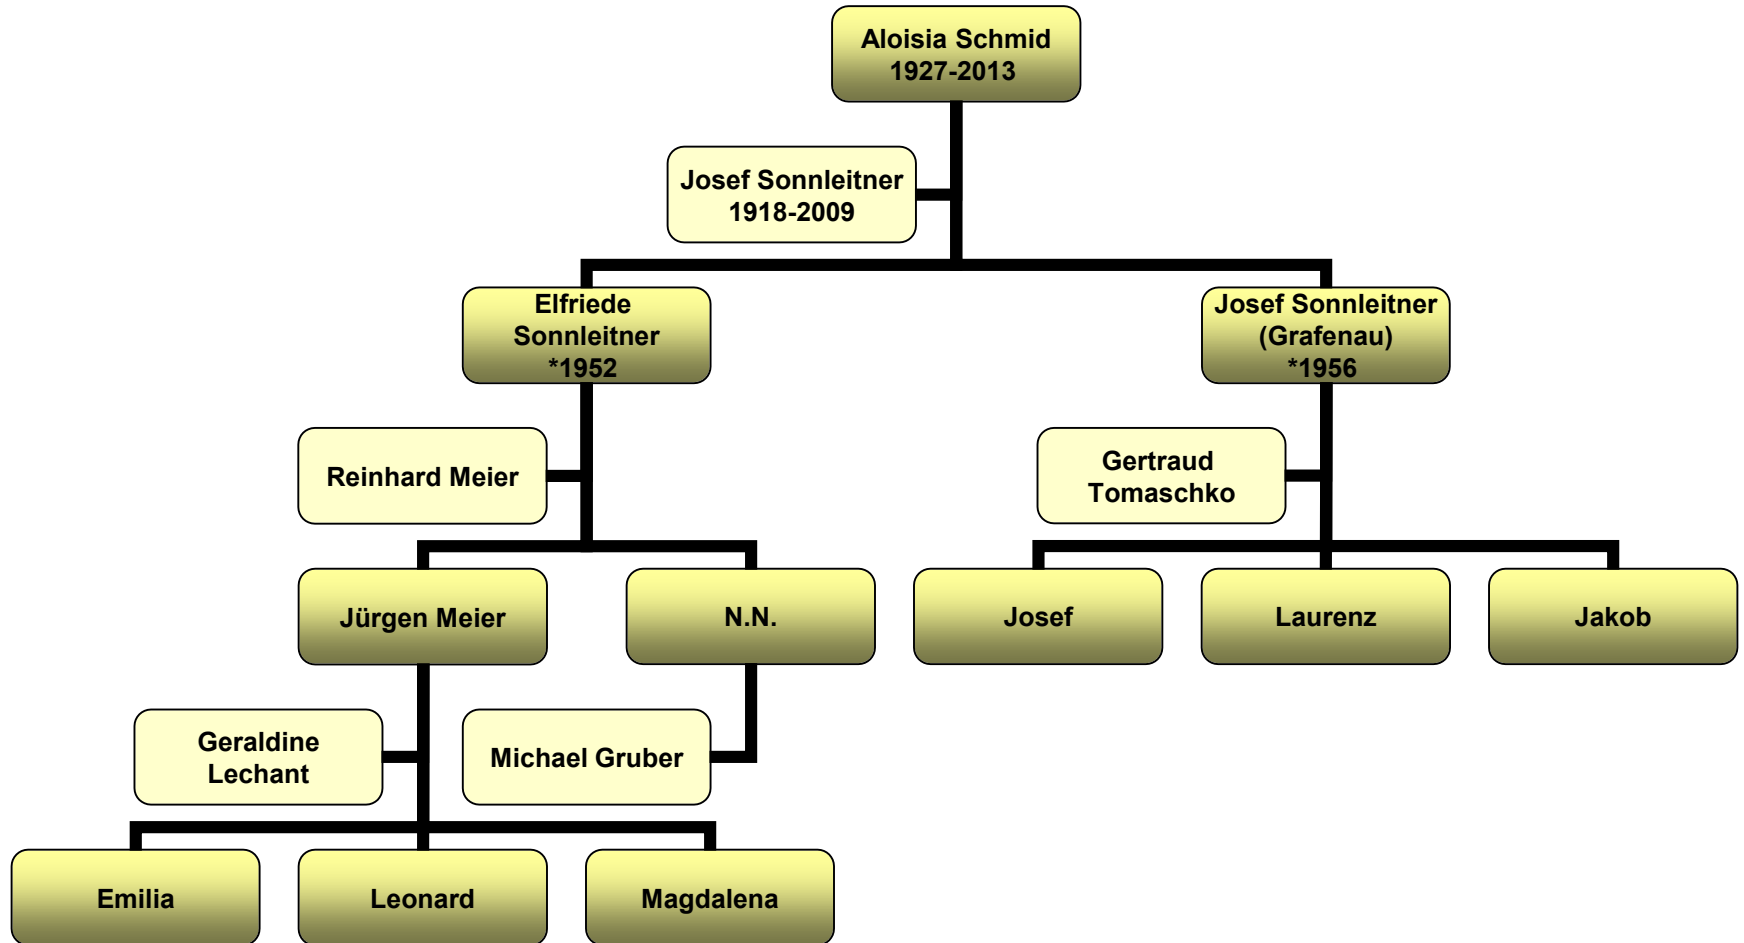 Aloisia Schmid
1927-2013
Josef Sonnleitner
1918-2009
Elfriede
Sonnleitner
*1952
Josef Sonnleitner
(Grafenau)
*1956
Reinhard Meier
Gertraud
Tomaschko
Jürgen Meier
N.N.
Josef
Laurenz
Jakob
Geraldine
Lechant
Michael Gruber
Emilia
Leonard
Magdalena